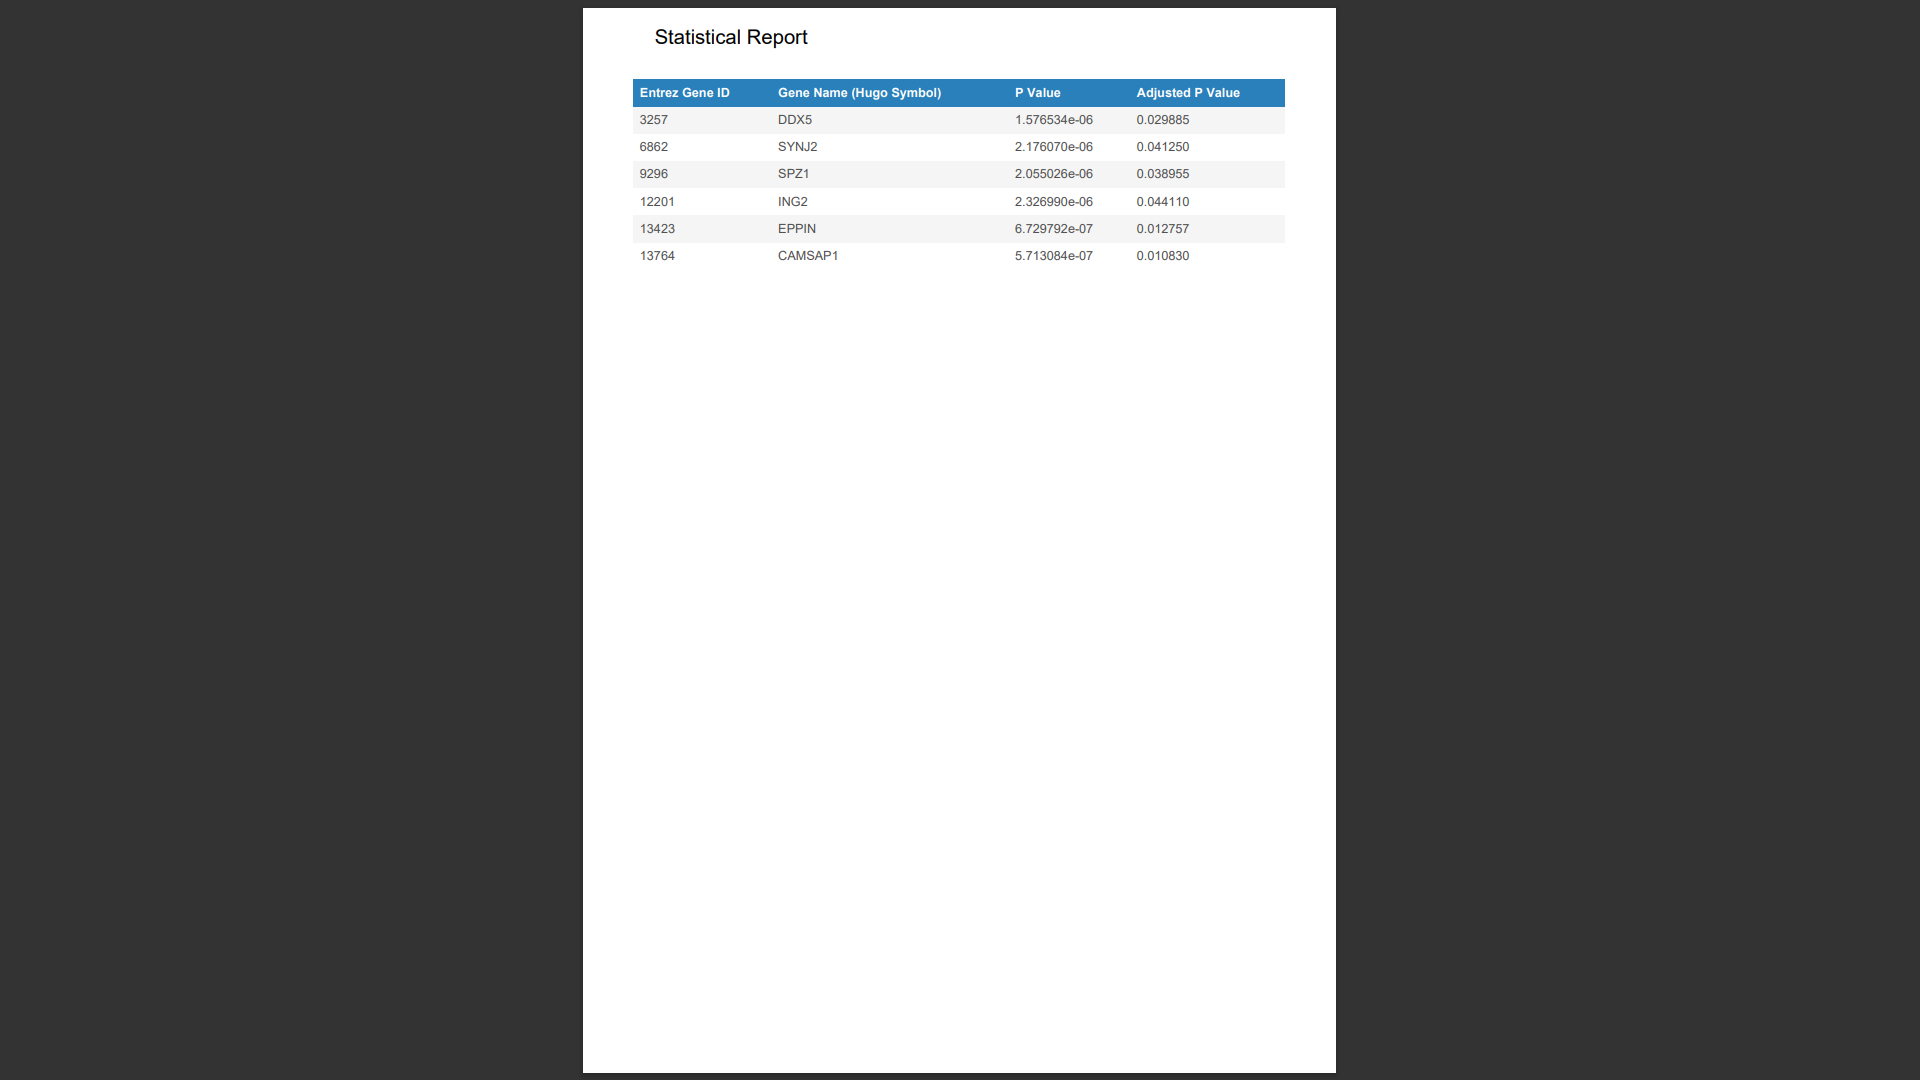 Statistical Report
Entrez Gene ID Gene Name (Hugo Symbol) P Value Adjusted P Value
3257 DDX5 1.576534e-06 0.029885
6862 SYNJ2 2.176070e-06 0.041250
9296 SPZ1 2.055026e-06 0.038955
12201 ING2 2.326990e-06 0.044110
13423 EPPIN 6.729792e-07 0.012757
13764 CAMSAP1 5.713084e-07 0.010830